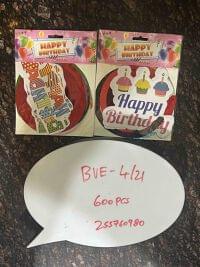 HAPPY
BIRTHDAY
HAPPY
BIRTHDAY
Happy
Birthday
BVE-4/21
600 PCS
255760980